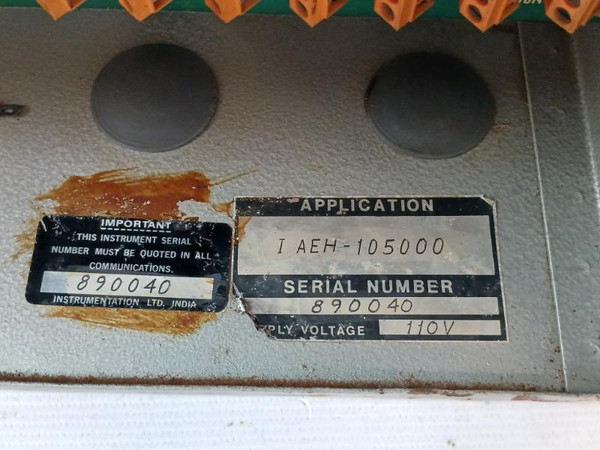 IMPORTANT
THIS INSTRUMENT SERIAL
NUMBER MUST BE QUOTED IN ALL
COMMUNICATIONS.
890040
INSTRUMENTATION LTD. INDIA
APPLICATION
I AEH-105000
SERIAL NUMBER
890040
PLY VOLTAGE 110V